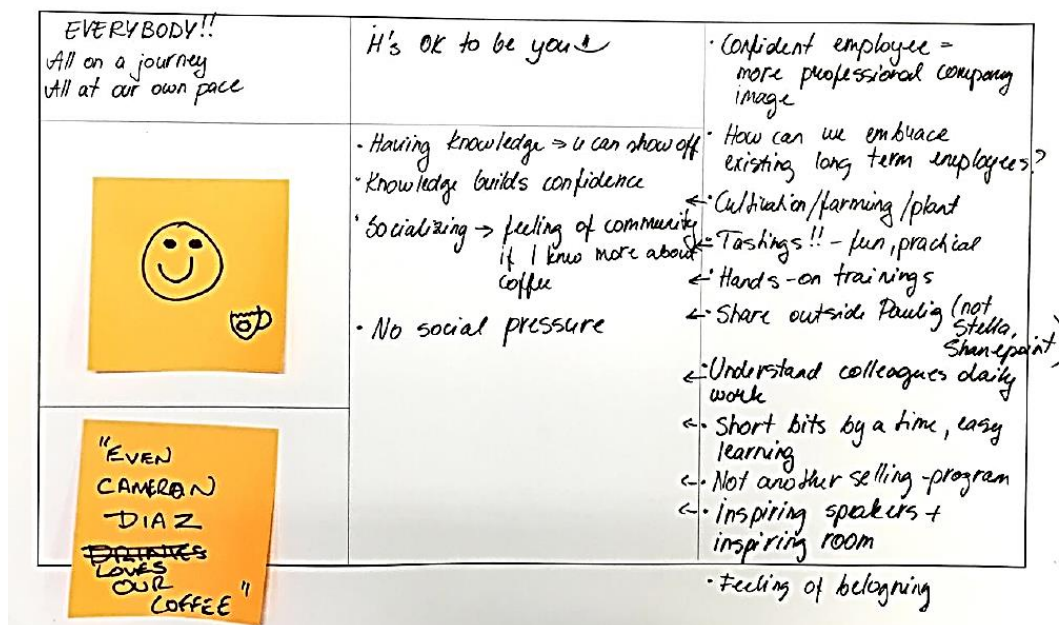 EVERYBODY!!
All on a journey
All at our own pace
"EVEN
CAMERON
DIAZ
DRINKS
LOVES
OUR
COFFEE"
It's OK to be you
• Having knowledge ⇒ u can show off
• Knowledge builds confidence
• Socializing → feeling of community
if I know more about
coffee
• No social pressure
• Confident employee =
more professional company
image
• How can we embrace
existing long term employees?
←• Cultivation/farming/plant
←• Tastings!! - fun, practical
←• Hands-on trainings
←• Share outside Paulig (not
Stella,
Sharepoint)
←• Understand colleagues daily
work
←• Short bits by a time, easy
learning
←• Not another selling-program
←• inspiring speakers +
inspiring room
• Feeling of belogning